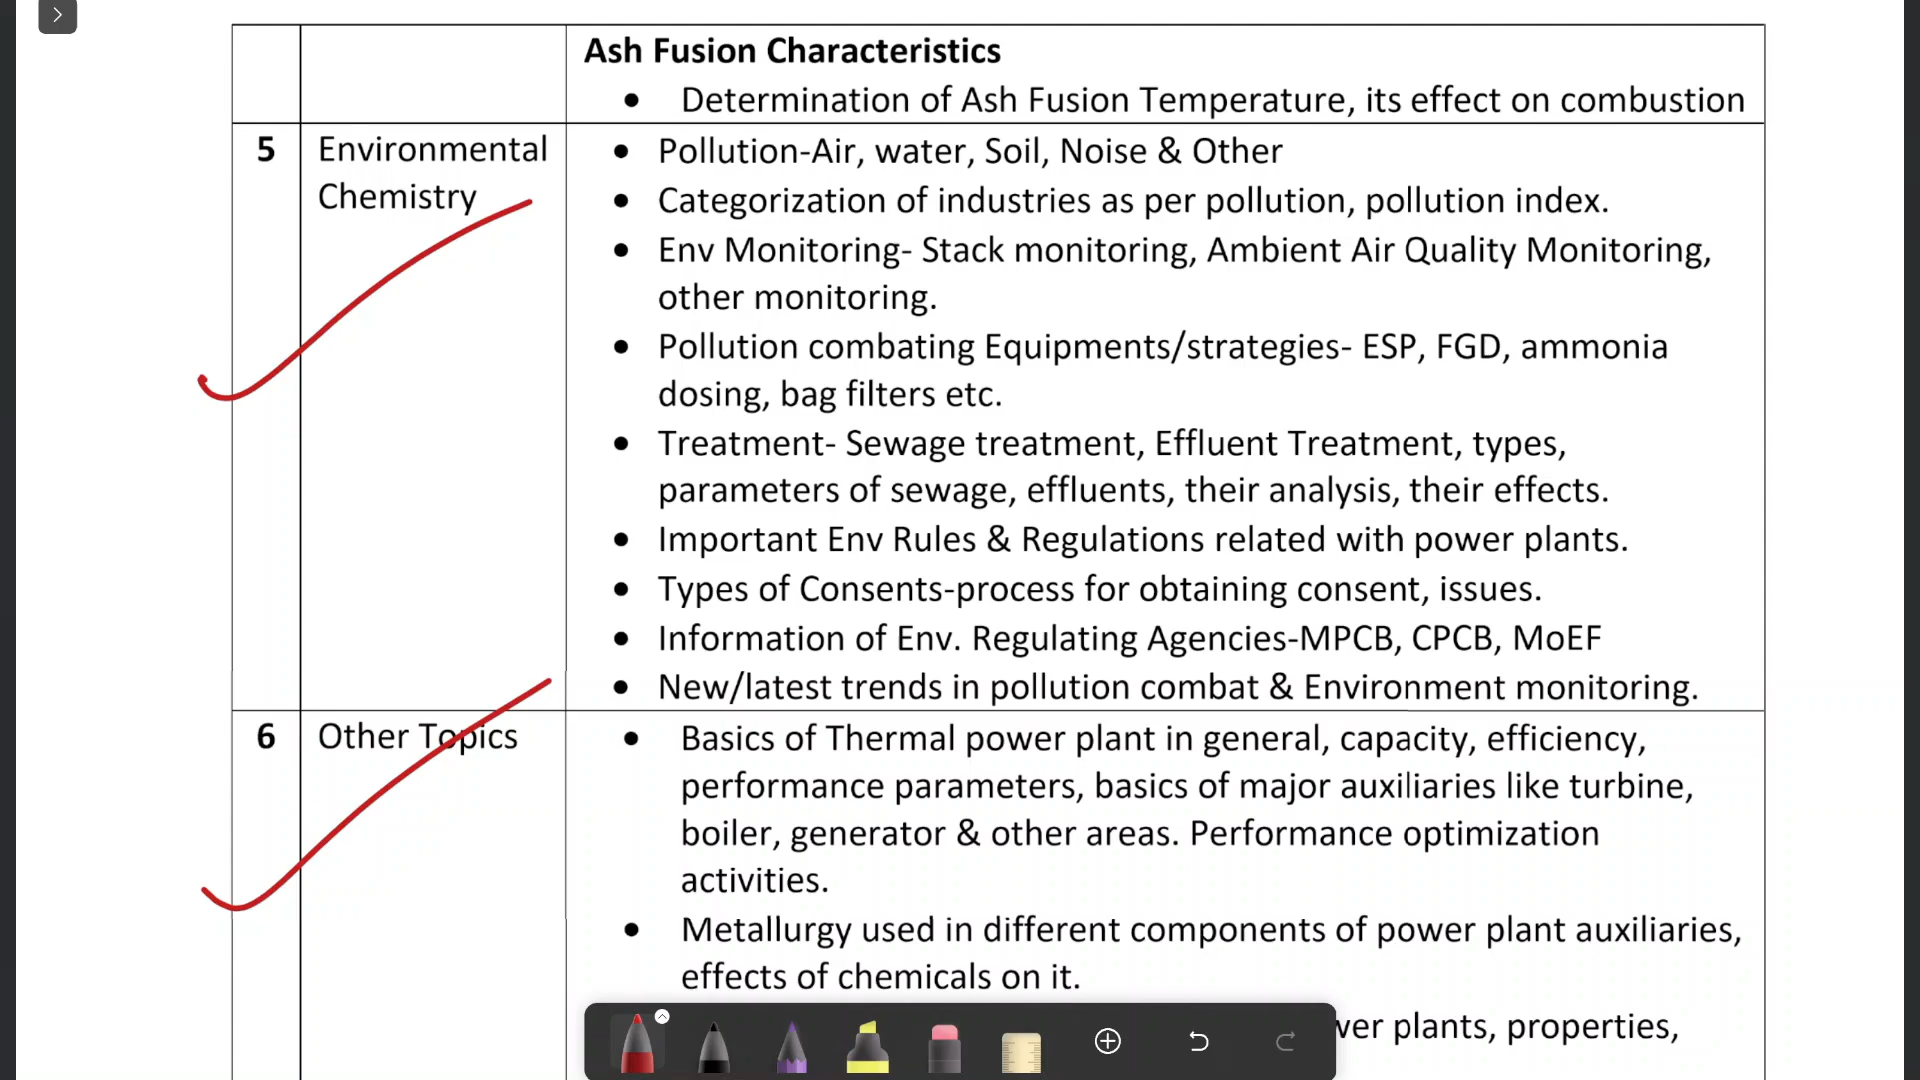 Ash Fusion Characteristics
• Determination of Ash Fusion Temperature, its effect on combustion
5 Environmental Chemistry
• Pollution-Air, water, Soil, Noise & Other
• Categorization of industries as per pollution, pollution index.
• Env Monitoring- Stack monitoring, Ambient Air Quality Monitoring,
other monitoring.
• Pollution combating Equipments/strategies- ESP, FGD, ammonia
dosing, bag filters etc.
• Treatment- Sewage treatment, Effluent Treatment, types,
parameters of sewage, effluents, their analysis, their effects.
• Important Env Rules & Regulations related with power plants.
• Types of Consents-process for obtaining consent, issues.
• Information of Env. Regulating Agencies-MPCB, CPCB, MoEF
• New/latest trends in pollution combat & Environment monitoring.
6 Other Topics
• Basics of Thermal power plant in general, capacity, efficiency,
performance parameters, basics of major auxiliaries like turbine,
boiler, generator & other areas. Performance optimization
activities.
• Metallurgy used in different components of power plant auxiliaries,
effects of chemicals on it.
plants, properties,